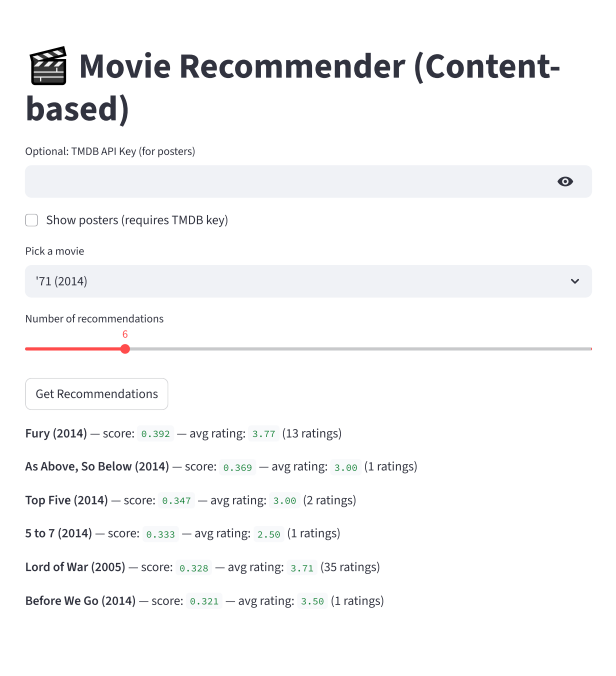 🎬 Movie Recommender (Content-
based)
Optional: TMDB API Key (for posters)
Show posters (requires TMDB key)
Pick a movie
'71 (2014)
Number of recommendations
6
Get Recommendations
Fury (2014) — score: 0.392 — avg rating: 3.77 (13 ratings)
As Above, So Below (2014) — score: 0.369 — avg rating: 3.00 (1 ratings)
Top Five (2014) — score: 0.347 — avg rating: 3.00 (2 ratings)
5 to 7 (2014) — score: 0.333 — avg rating: 2.50 (1 ratings)
Lord of War (2005) — score: 0.328 — avg rating: 3.71 (35 ratings)
Before We Go (2014) — score: 0.321 — avg rating: 3.50 (1 ratings)